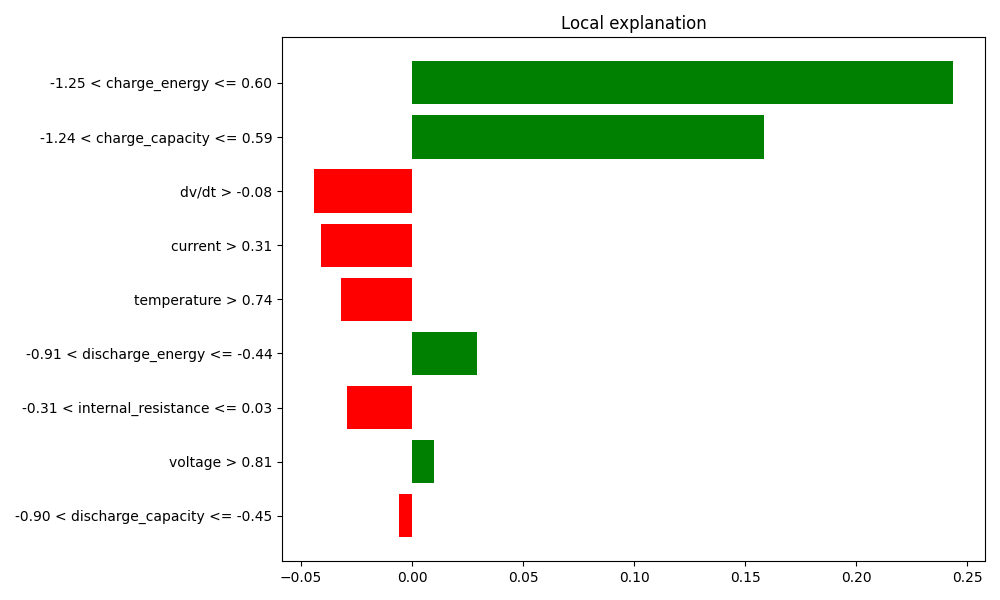 Local explanation
-1.25 < charge_energy <= 0.60
-1.24 < charge_capacity <= 0.59
dv/dt > -0.08
current > 0.31
temperature > 0.74
-0.91 < discharge_energy <= -0.44
-0.31 < internal_resistance <= 0.03
voltage > 0.81
-0.90 < discharge_capacity <= -0.45
−0.05 0.00 0.05 0.10 0.15 0.20 0.25